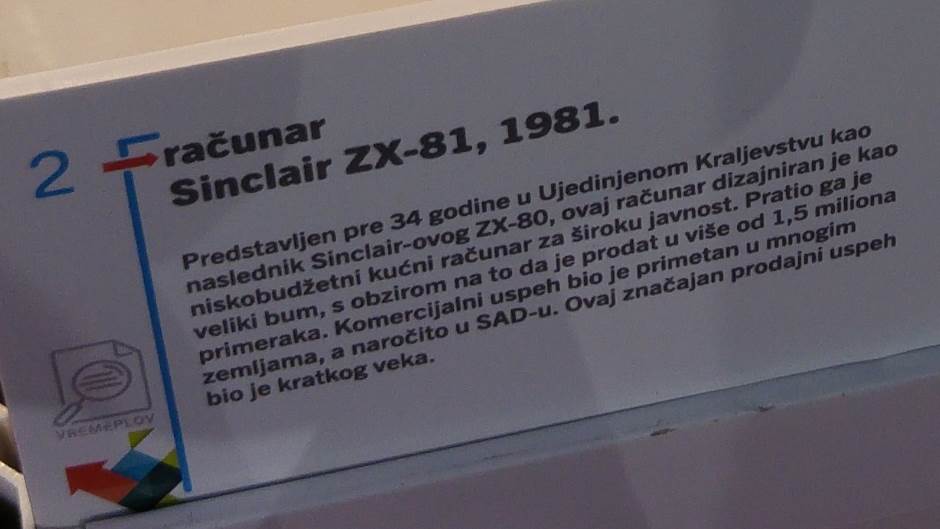 2
računar
Sinclair ZX-81, 1981.
Predstavljen pre 34 godine u Ujedinjenom Kraljevstvu kao
naslednik Sinclair-ovog ZX-80, ovaj računar dizajniran je kao
niskobudžetni kućni računar za široku javnost. Pratio ga je
veliki bum, s obzirom na to da je prodat u više od 1,5 miliona
primeraka. Komercijalni uspeh bio je primetan u mnogim
zemljama, a naročito u SAD-u. Ovaj značajan prodajni uspeh
bio je kratkog veka.
VREMEPLOV